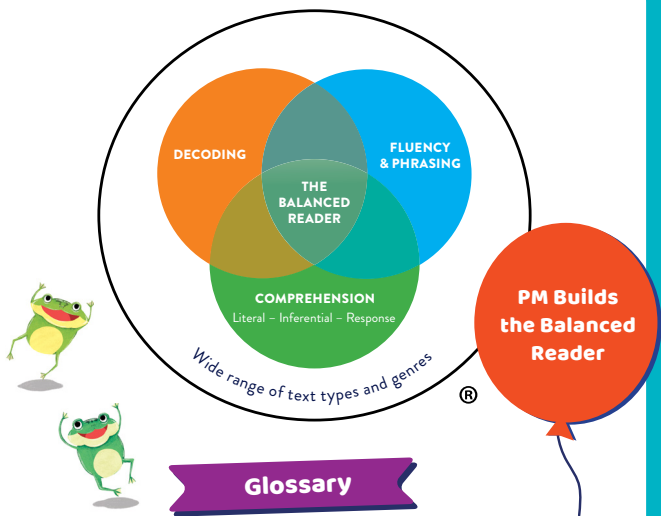 DECODING
FLUENCY
& PHRASING
THE
BALANCED
READER
COMPREHENSION
Literal – Inferential – Response
Wide range of text types and genres
®
PM Builds
the Balanced
Reader
Glossary